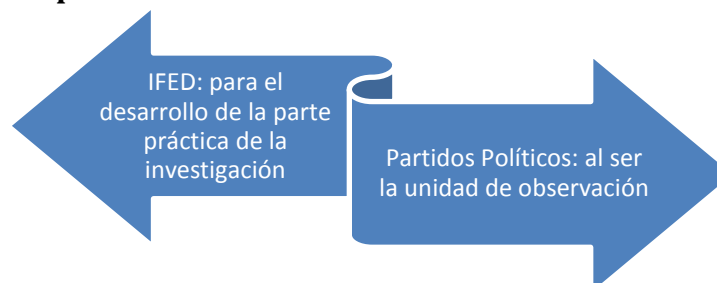 IFED: para el
desarrollo de la parte
práctica de la
investigación
Partidos Políticos: al ser
la unidad de observación